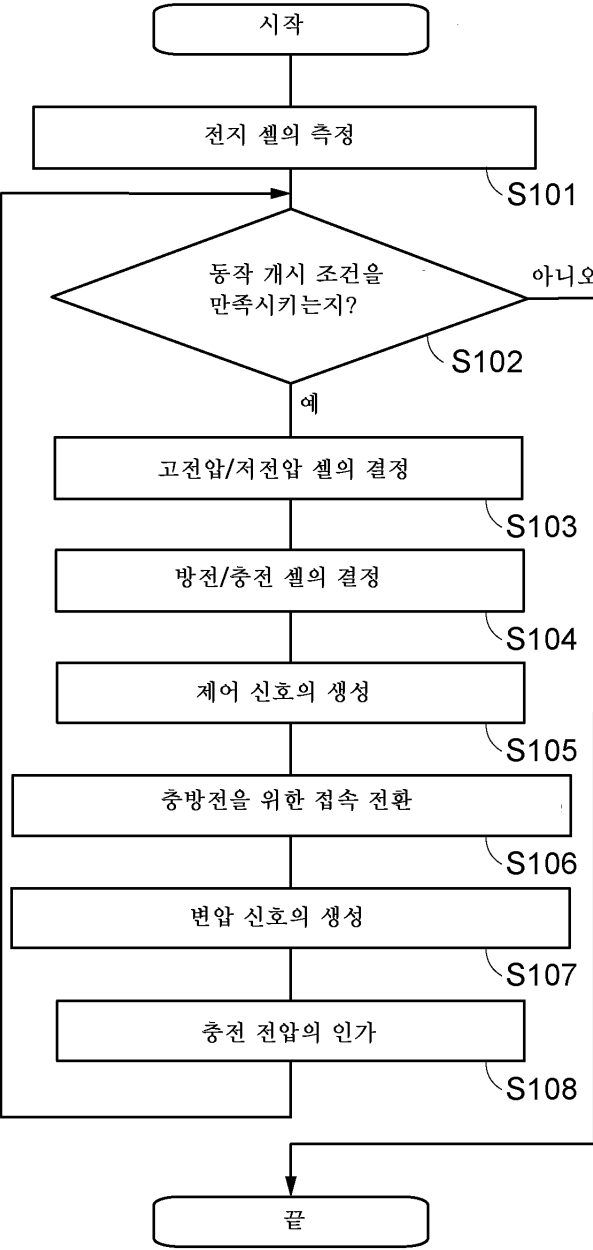 시작
전지 셀의 측정
S101
동작 개시 조건을
만족시키는지?
아니오
S102
예
고전압/저전압 셀의 결정
S103
방전/충전 셀의 결정
S104
제어 신호의 생성
S105
충방전을 위한 접속 전환
S106
변압 신호의 생성
S107
충전 전압의 인가
S108
끝